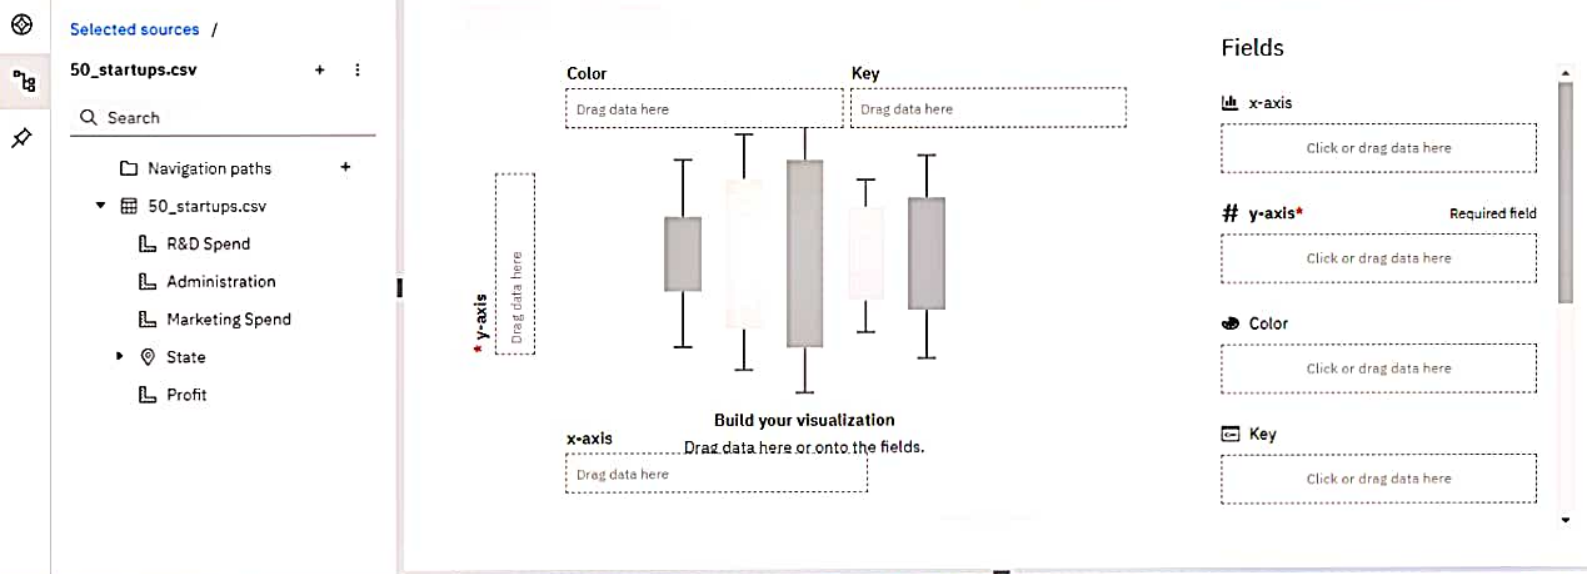 Selected sources /
50_startups.csv
Search
Navigation paths
50_startups.csv
R&D Spend
Administration
Marketing Spend
State
Profit
Color
Drag data here
Key
Drag data here
* y-axis
Drag data here
Build your visualization
Drag data here or onto the fields.
x-axis
Drag data here
Fields
x-axis
Click or drag data here
# y-axis* Required field
Click or drag data here
Color
Click or drag data here
Key
Click or drag data here